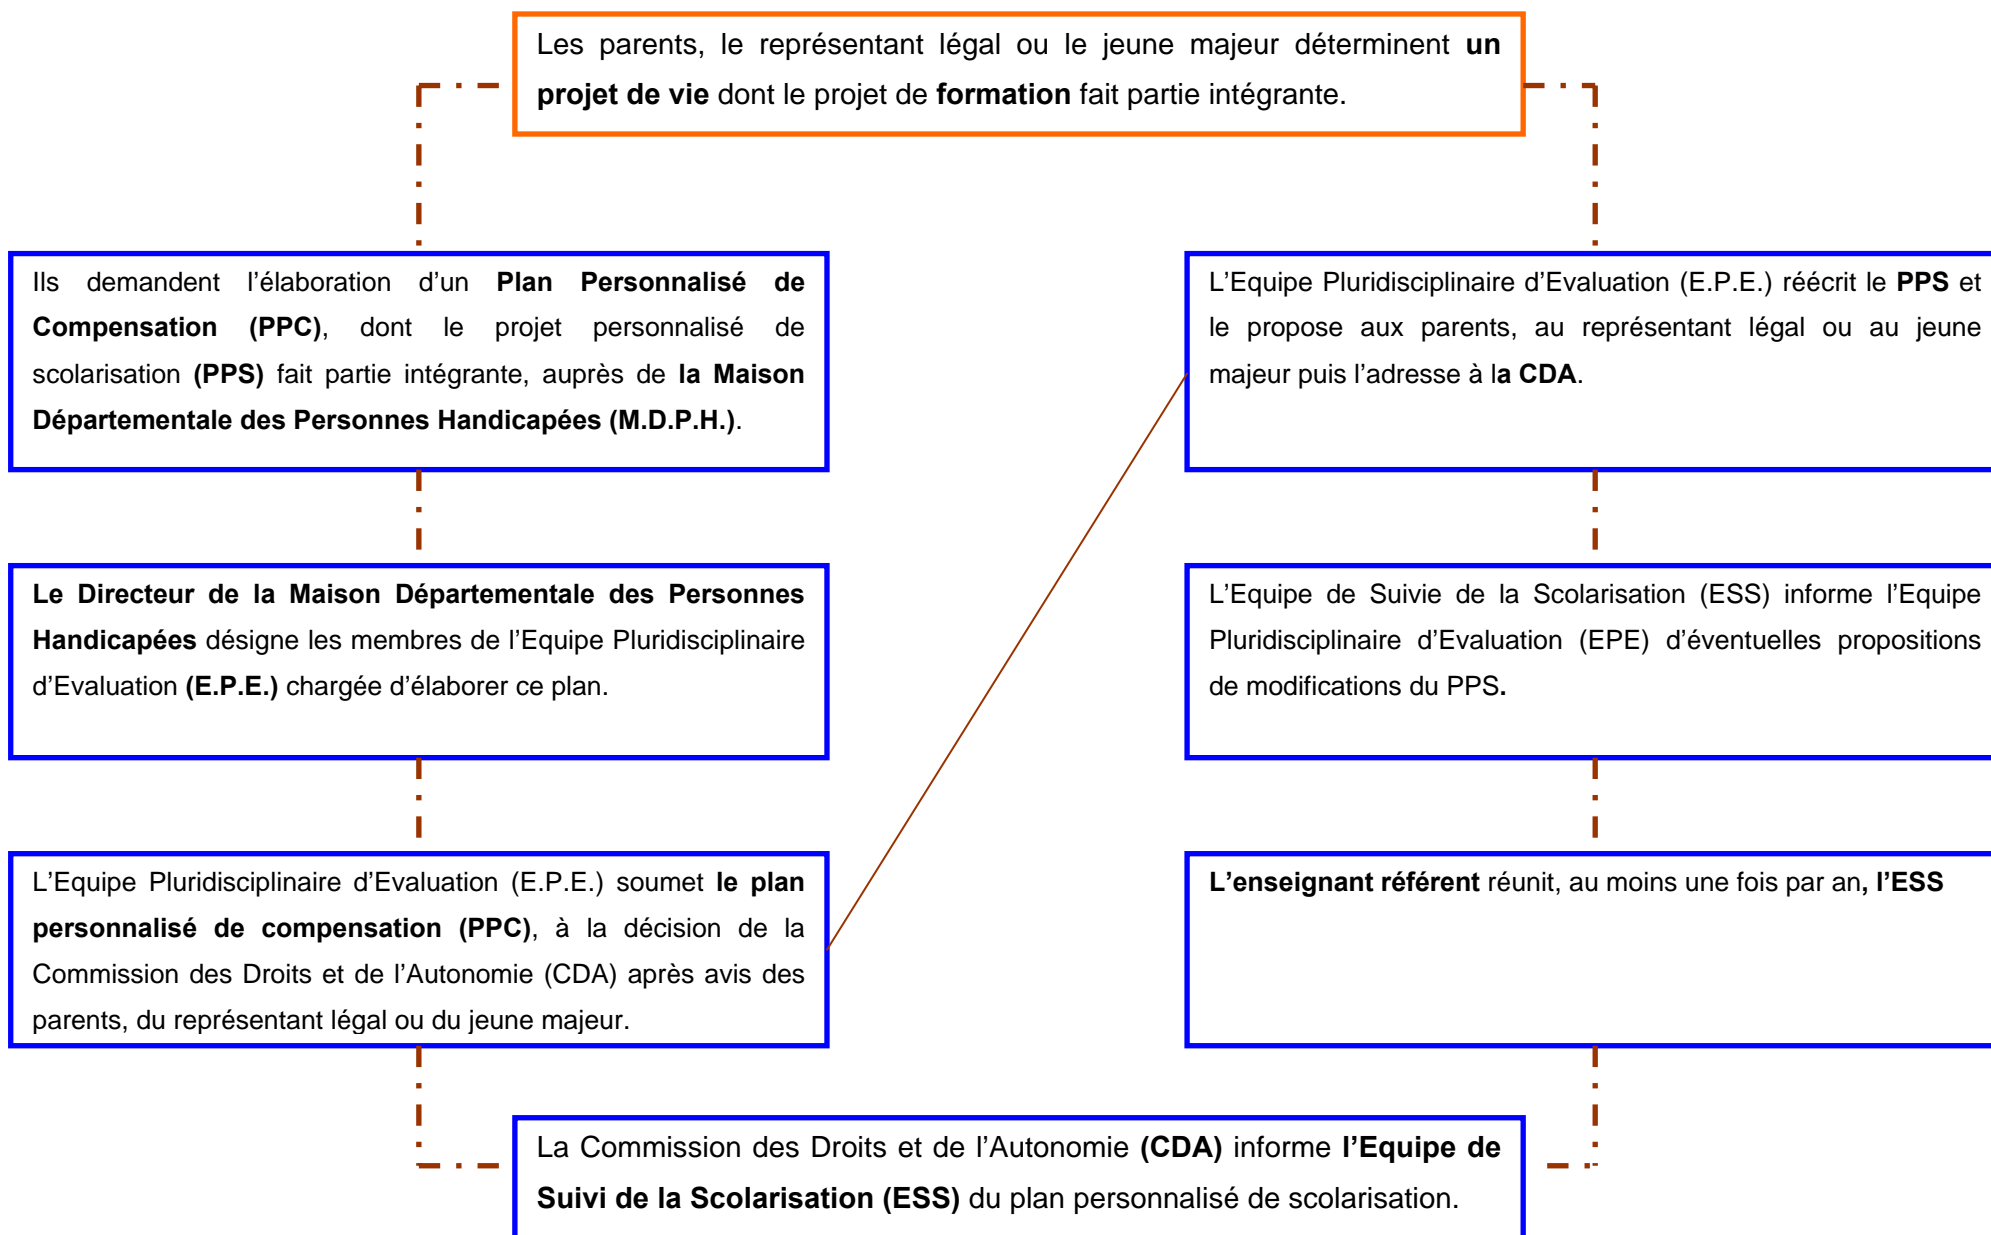 Les parents, le représentant légal ou le jeune majeur déterminent un
projet de vie dont le projet de formation fait partie intégrante.
Ils demandent l’élaboration d’un Plan Personnalisé de
Compensation (PPC), dont le projet personnalisé de
scolarisation (PPS) fait partie intégrante, auprès de la Maison
Départementale des Personnes Handicapées (M.D.P.H.).
Le Directeur de la Maison Départementale des Personnes
Handicapées désigne les membres de l’Equipe Pluridisciplinaire
d’Evaluation (E.P.E.) chargée d’élaborer ce plan.
L’Equipe Pluridisciplinaire d’Evaluation (E.P.E.) soumet le plan
personnalisé de compensation (PPC), à la décision de la
Commission des Droits et de l’Autonomie (CDA) après avis des
parents, du représentant légal ou du jeune majeur.
L’Equipe Pluridisciplinaire d’Evaluation (E.P.E.) réécrit le PPS et
le propose aux parents, au représentant légal ou au jeune
majeur puis l’adresse à la CDA.
L’Equipe de Suivie de la Scolarisation (ESS) informe l’Equipe
Pluridisciplinaire d’Evaluation (EPE) d’éventuelles propositions
de modifications du PPS.
L’enseignant référent réunit, au moins une fois par an, l’ESS
La Commission des Droits et de l’Autonomie (CDA) informe l’Equipe de
Suivi de la Scolarisation (ESS) du plan personnalisé de scolarisation.